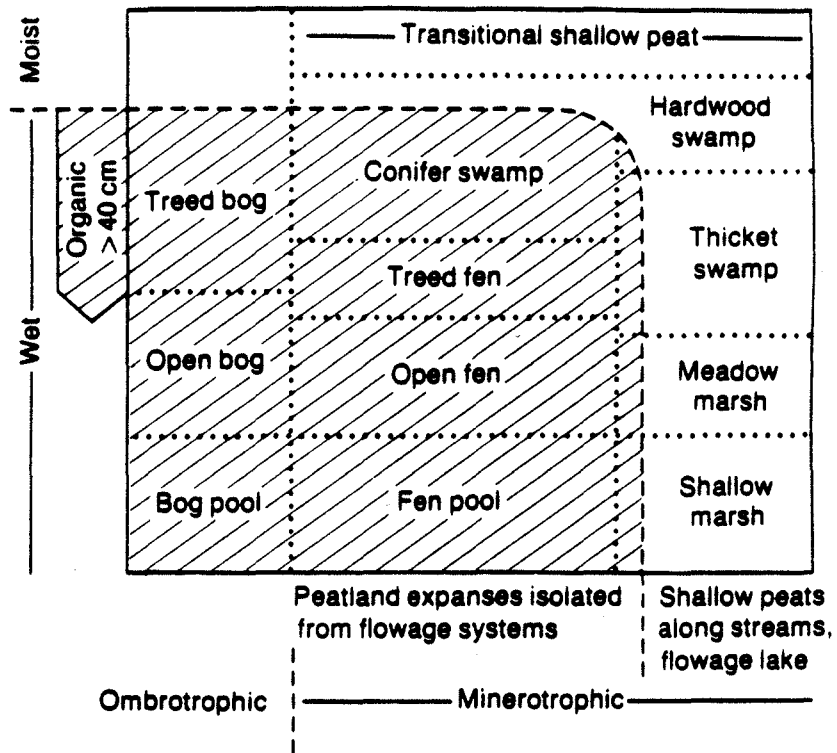 Moist
Transitional shallow peat
Hardwood
swamp
Organic
> 40 cm
Treed bog
Conifer swamp
Thicket
swamp
Treed fen
Wet
Open bog
Open fen
Meadow
marsh
Bog pool
Fen pool
Shallow
marsh
Peatland expanses isolated
from flowage systems
Shallow peats
along streams,
flowage lake
Ombrotrophic
Minerotrophic